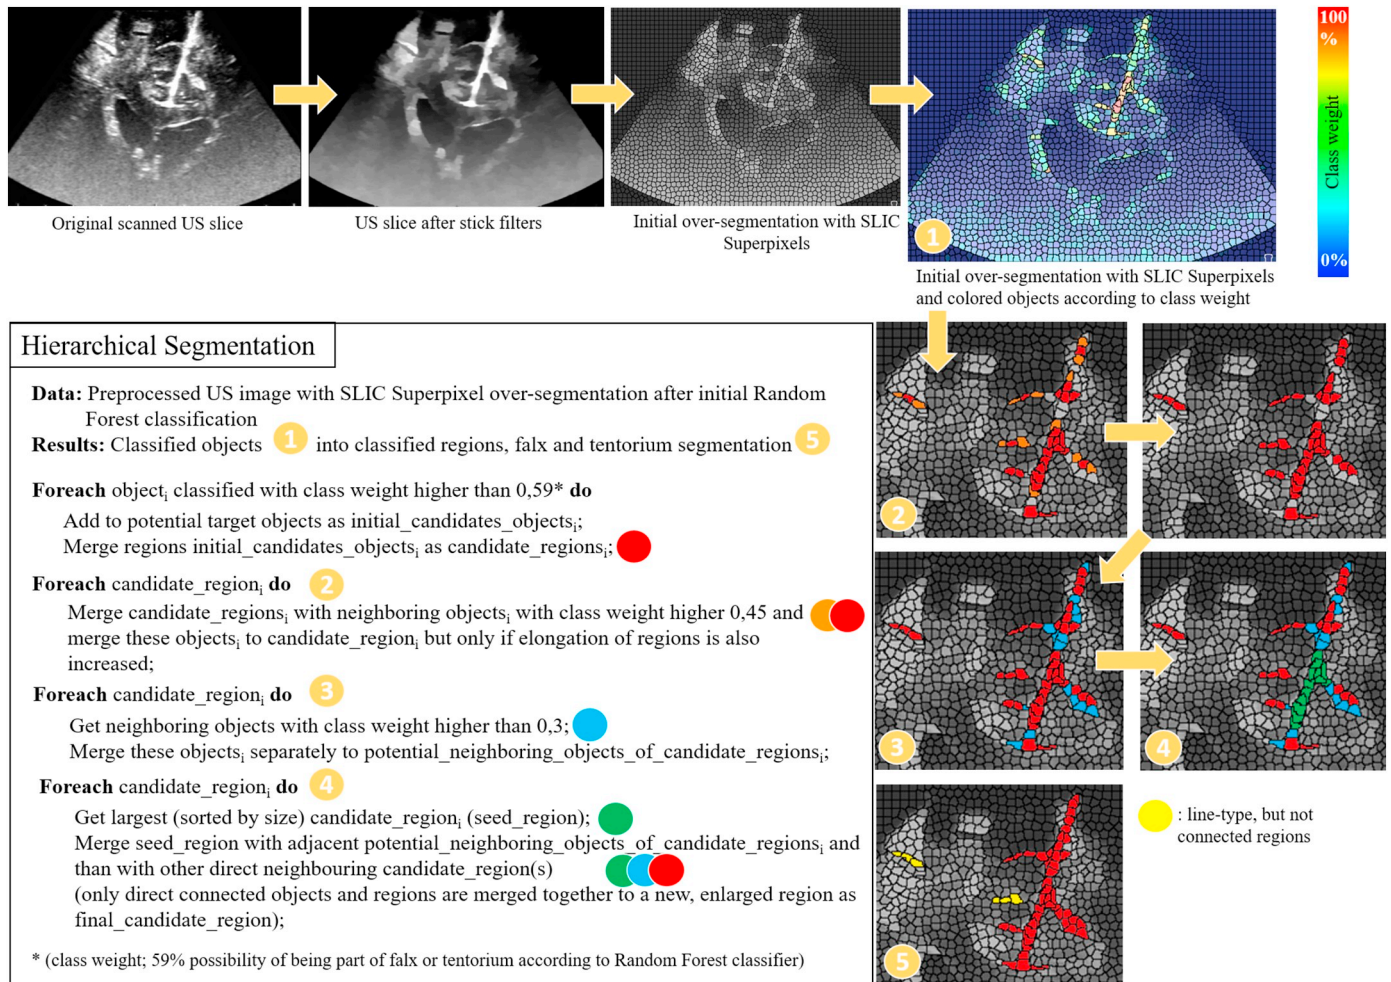 Original scanned US slice
US slice after stick filters
Initial over-segmentation with SLIC
Superpixels
1
Initial over-segmentation with SLIC Superpixels
and colored objects according to class weight
100
%
Class weight
0%
Hierarchical Segmentation
Data: Preprocessed US image with SLIC Superpixel over-segmentation after initial Random
Forest classification
Results: Classified objects 1 into classified regions, falx and tentorium segmentation 5
Foreach objectᵢ classified with class weight higher than 0,59* do
Add to potential target objects as initial_candidates_objectsᵢ;
Merge regions initial_candidates_objectsᵢ as candidate_regionsᵢ;
Foreach candidate_regionᵢ do 2
Merge candidate_regionsᵢ with neighboring objectsᵢ with class weight higher 0,45 and
merge these objectsᵢ to candidate_regionᵢ but only if elongation of regions is also
increased;
Foreach candidate_regionᵢ do 3
Get neighboring objects with class weight higher than 0,3;
Merge these objectsᵢ separately to potential_neighboring_objects_of_candidate_regionsᵢ;
Foreach candidate_regionᵢ do 4
Get largest (sorted by size) candidate_regionᵢ (seed_region);
Merge seed_region with adjacent potential_neighboring_objects_of_candidate_regionsᵢ and
than with other direct neighbouring candidate_region(s)
(only direct connected objects and regions are merged together to a new, enlarged region as
final_candidate_region);
* (class weight; 59% possibility of being part of falx or tentorium according to Random Forest classifier)
2
3
4
5
: line-type, but not
connected regions